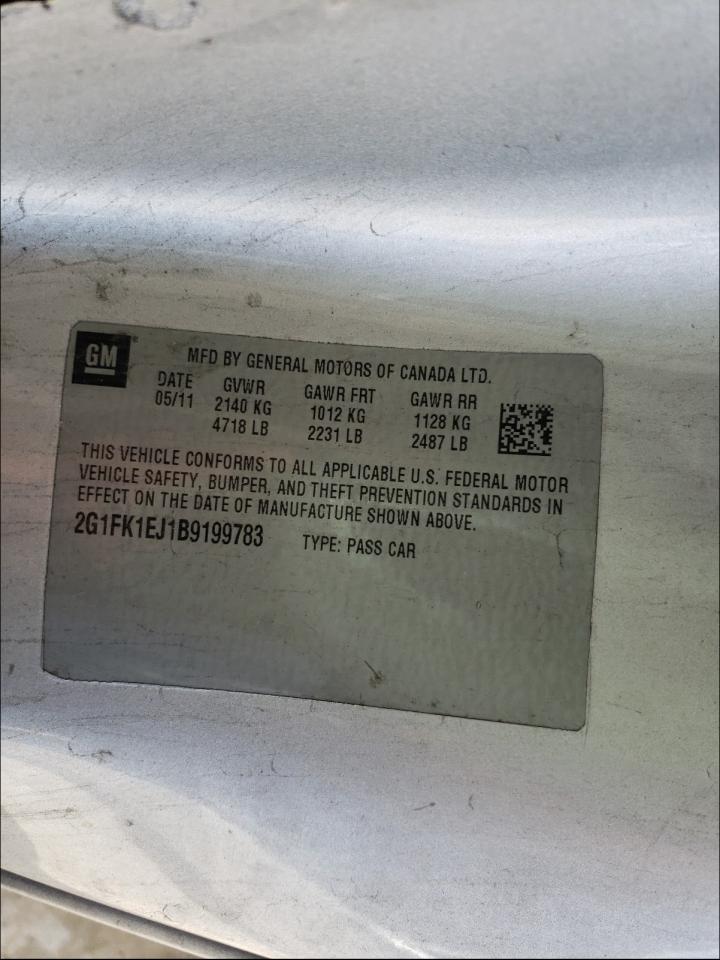 GM
MFD BY GENERAL MOTORS OF CANADA LTD.
DATE GVWR GAWR FRT GAWR RR
05/11 2140 KG 1012 KG 1128 KG
4718 LB 2231 LB 2487 LB
THIS VEHICLE CONFORMS TO ALL APPLICABLE U.S. FEDERAL MOTOR
VEHICLE SAFETY, BUMPER, AND THEFT PREVENTION STANDARDS IN
EFFECT ON THE DATE OF MANUFACTURE SHOWN ABOVE.
2G1FK1EJ1B9199783 TYPE: PASS CAR